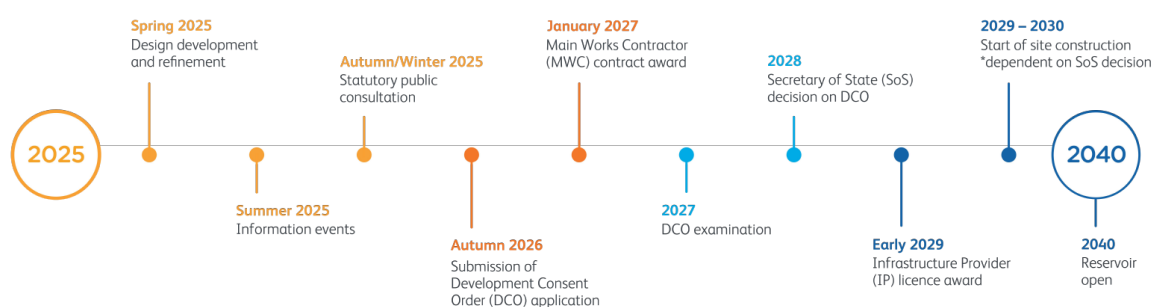 2025
Spring 2025
Design development
and refinement
Summer 2025
Information events
Autumn/Winter 2025
Statutory public
consultation
Autumn 2026
Submission of
Development Consent
Order (DCO) application
January 2027
Main Works Contractor
(MWC) contract award
2027
DCO examination
2028
Secretary of State (SoS)
decision on DCO
Early 2029
Infrastructure Provider
(IP) licence award
2029 – 2030
Start of site construction
*dependent on SoS decision
2040
2040
Reservoir
open